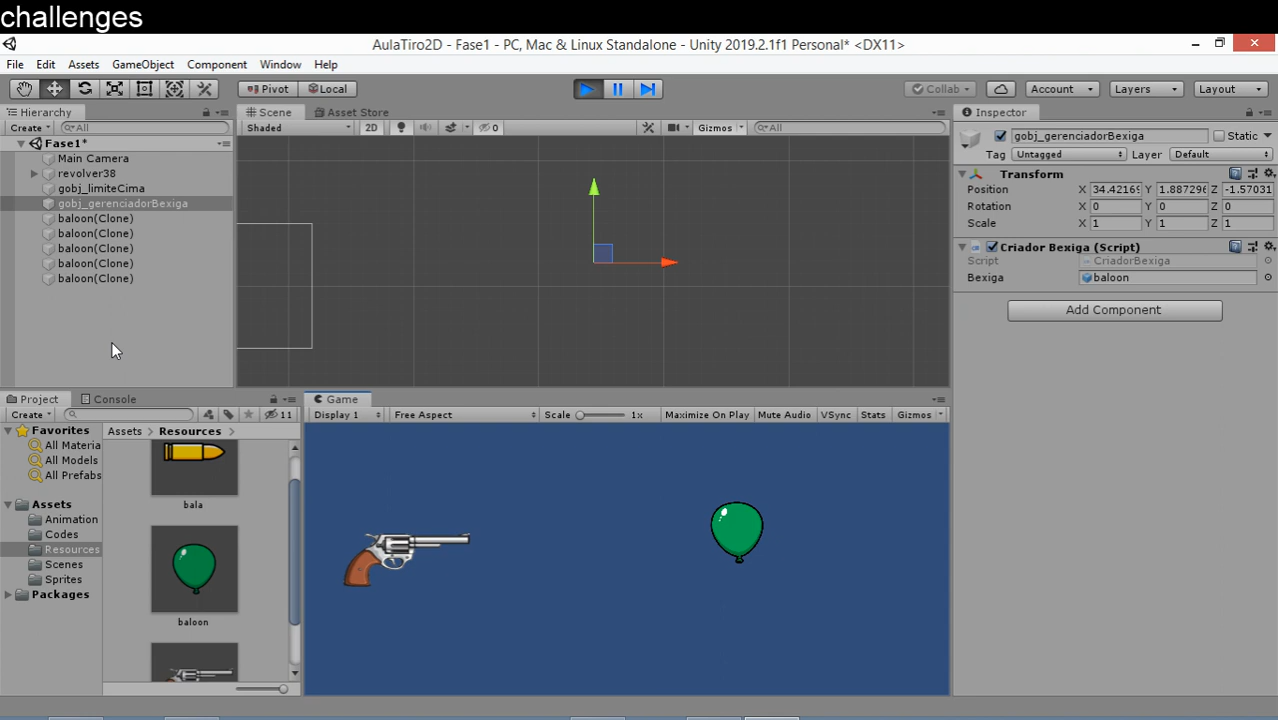 challenges
AulaTiro2D - Fase1 - PC, Mac & Linux Standalone - Unity 2019.2.1f1 Personal* <DX11>
File Edit Assets GameObject Component Window Help
Pivot Local Collab Account Layers Layout
Hierarchy
Create All
Fase1*
Main Camera
revolver38
gobj_limiteCima
gobj_gerenciadorBexiga
baloon(Clone)
baloon(Clone)
baloon(Clone)
baloon(Clone)
baloon(Clone)
Scene Asset Store
Shaded 2D 0 Gizmos All
Inspector
gobj_gerenciadorBexiga Static
Tag Untagged Layer Default
Transform
Position X 34.42169 Y 1.887296 Z -1.57031
Rotation X 0 Y 0 Z 0
Scale X 1 Y 1 Z 1
Criador Bexiga (Script)
Script CriadorBexiga
Bexiga baloon
Add Component
Project Console
Create 11
Favorites
All Materia
All Models
All Prefabs
Assets
Animation
Codes
Resources
Scenes
Sprites
Packages
Assets Resources
bala
baloon
Game
Display 1 Free Aspect Scale 1x Maximize On Play Mute Audio VSync Stats Gizmos